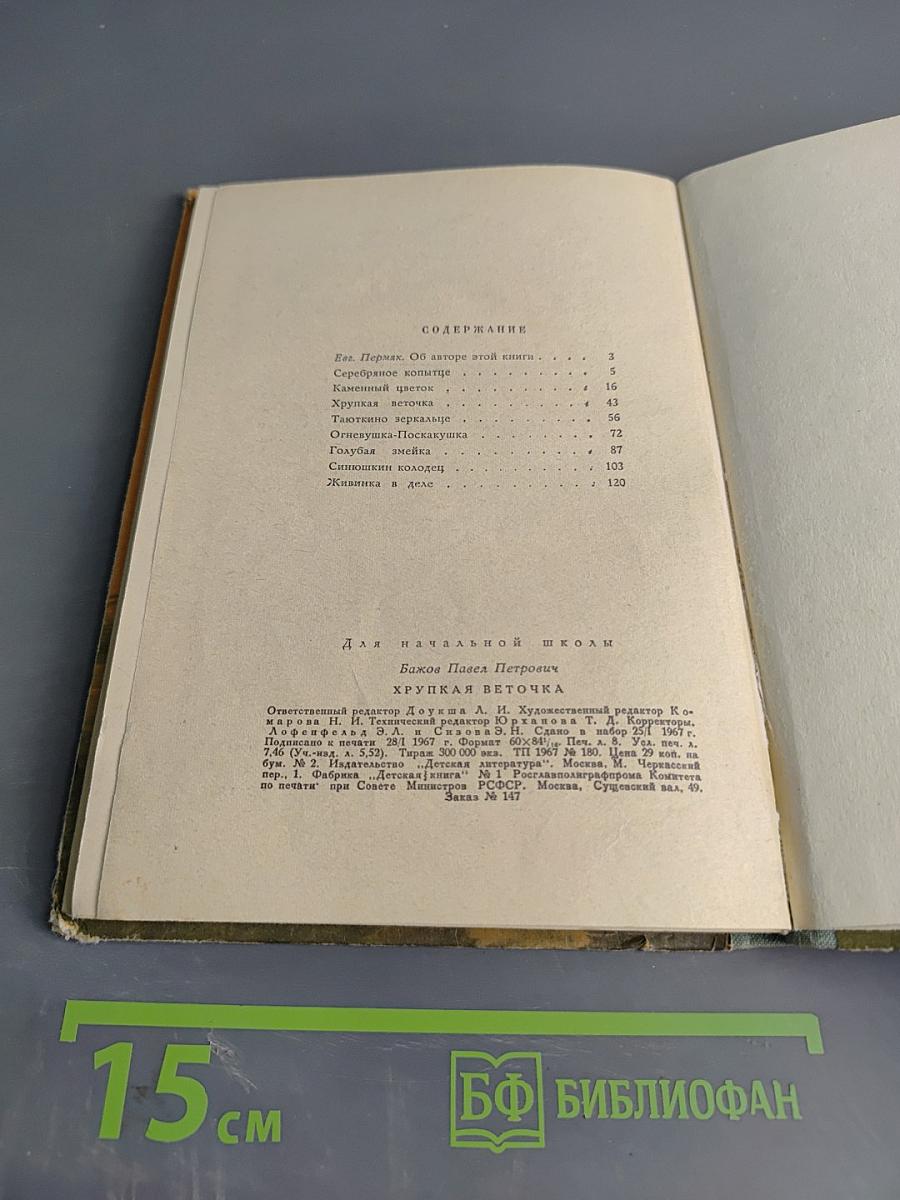 СОДЕРЖАНИЕ
Евг. Пермяк. Об авторе этой книги . . . . 3
Серебряное копытце . . . . . . . . . 5
Каменный цветок . . . . . . . . . . 16
Хрупкая веточка . . . . . . . . . . 43
Таюткино зеркальце . . . . . . . . . 56
Огневушка-Поскакушка . . . . . . . . 72
Голубая змейка . . . . . . . . . . 87
Синюшкин колодец . . . . . . . . . . 103
Живинка в деле . . . . . . . . . . 120
Для начальной школы
Бажов Павел Петрович
ХРУПКАЯ ВЕТОЧКА
Ответственный редактор Доукша Л. И. Художественный редактор Ко-
марова Н. И. Технический редактор Юрханова Т. Д. Корректоры
Лофенфельд Э. Л. и Сизова Э. Н. Сдано в набор 25/I 1967 г.
Подписано к печати 28/I 1967 г. Формат 60×84¹/₁₆. Печ. л. 8. Усл. печ. л.
7,46 (Уч.-изд. л. 5,52). Тираж 300 000 экз. ТП 1967 № 180. Цена 29 коп. на
бум. № 2. Издательство „Детская литература". Москва, М. Черкасский
пер., 1. Фабрика „Детская книга" № 1 Росглавполиграфпрома Комитета
по печати при Совете Министров РСФСР. Москва, Сущевский вал, 49.
Заказ № 147
15 см
БФ БИБЛИОФАН